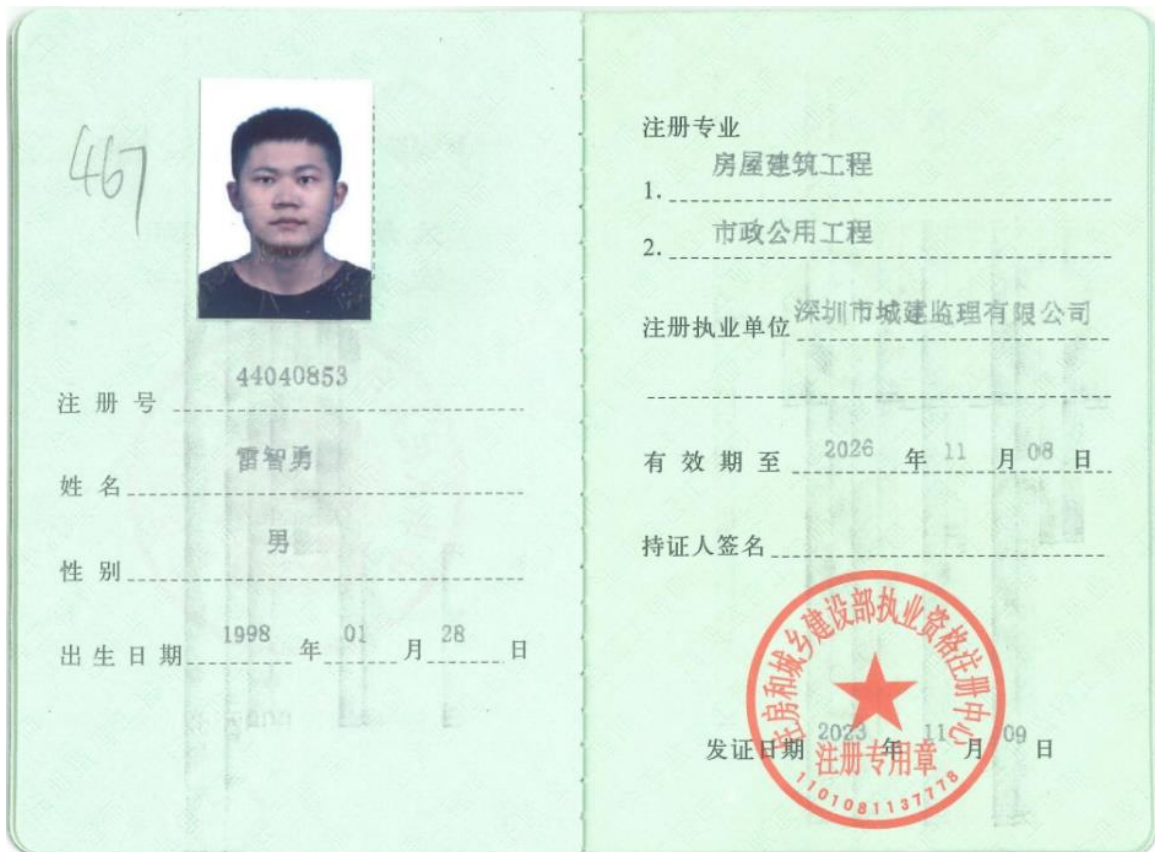 467
注册号 44040853
姓名 雷智勇
性别 男
出生日期 1998 年 01 月 28 日
注册专业
1. 房屋建筑工程
2. 市政公用工程
注册执业单位 深圳市城建监理有限公司
有效期至 2026 年 11 月 08 日
持证人签名
住房和城乡建设部执业资格注册中心
发证日期 2023 年 11 月 09 日
注册专用章
1101081137778